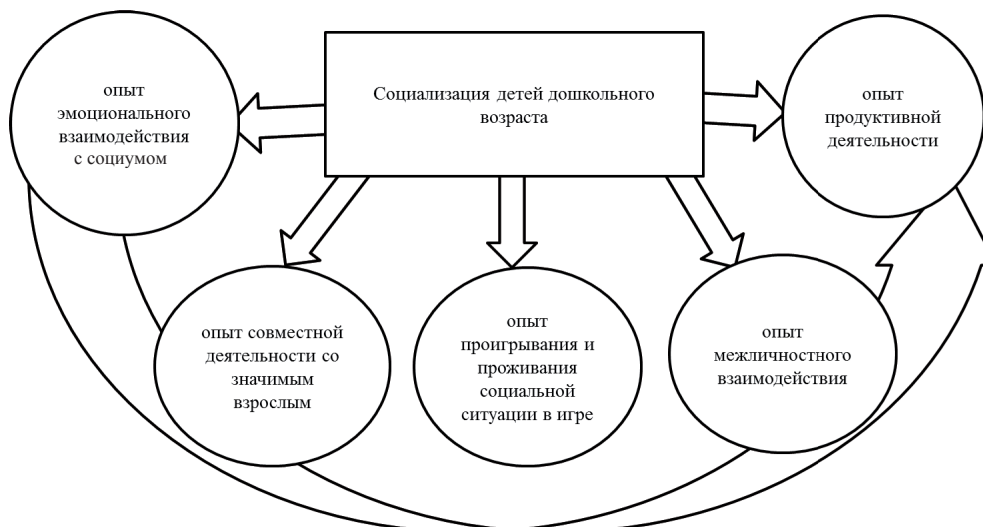 Социализация детей дошкольного
возраста
опыт
эмоционального
взаимодействия
с социумом
опыт
продуктивной
деятельности
опыт совместной
деятельности со
значимым
взрослым
опыт
проигрывания и
проживания
социальной
ситуации в игре
опыт
межличностного
взаимодействия